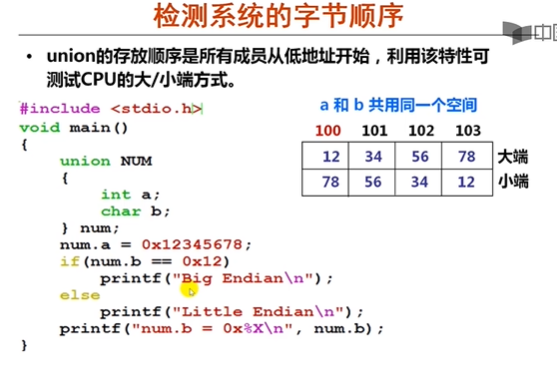 检测系统的字节顺序
• union的存放顺序是所有成员从低地址开始，利用该特性可
测试CPU的大/小端方式。
#include <stdio.h>
void main()
{
union NUM
{
int a;
char b;
} num;
num.a = 0x12345678;
if(num.b == 0x12)
printf("Big Endian\n");
else
printf("Little Endian\n");
printf("num.b = 0x%X\n", num.b);
}
a 和 b 共用同一个空间
100 101 102 103
12 34 56 78 大端
78 56 34 12 小端
中